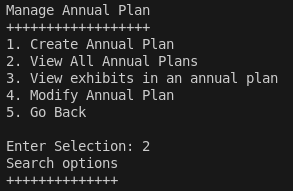 Manage Annual Plan
++++++++++++++++++
1. Create Annual Plan
2. View All Annual Plans
3. View exhibits in an annual plan
4. Modify Annual Plan
5. Go Back

Enter Selection: 2
Search options
++++++++++++++